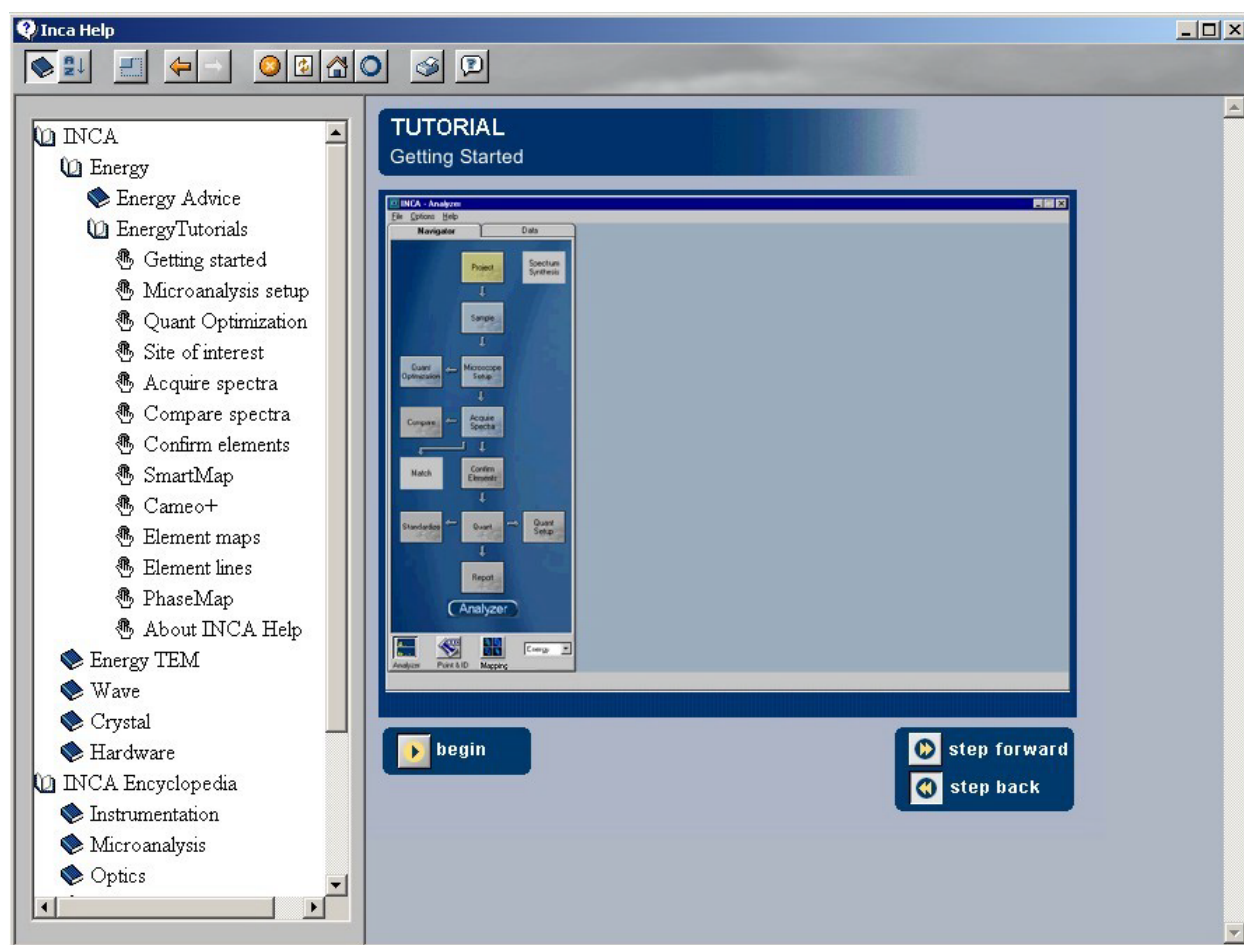 Inca Help
INCA
Energy
Energy Advice
EnergyTutorials
Getting started
Microanalysis setup
Quant Optimization
Site of interest
Acquire spectra
Compare spectra
Confirm elements
SmartMap
Cameo+
Element maps
Element lines
PhaseMap
About INCA Help
Energy TEM
Wave
Crystal
Hardware
INCA Encyclopedia
Instrumentation
Microanalysis
Optics
TUTORIAL
Getting Started
INCA - Analyzer
File Options Help
Navigator Data
Project
Spectrum
Synthesis
Sample
Quant
Optimization
Microscope
Setup
Compare
Acquire
Spectra
Match
Confirm
Elements
Standardize
Quant
Quant
Setup
Report
Analyzer
Analyzer Point & ID Mapping
Energy
begin
step forward
step back